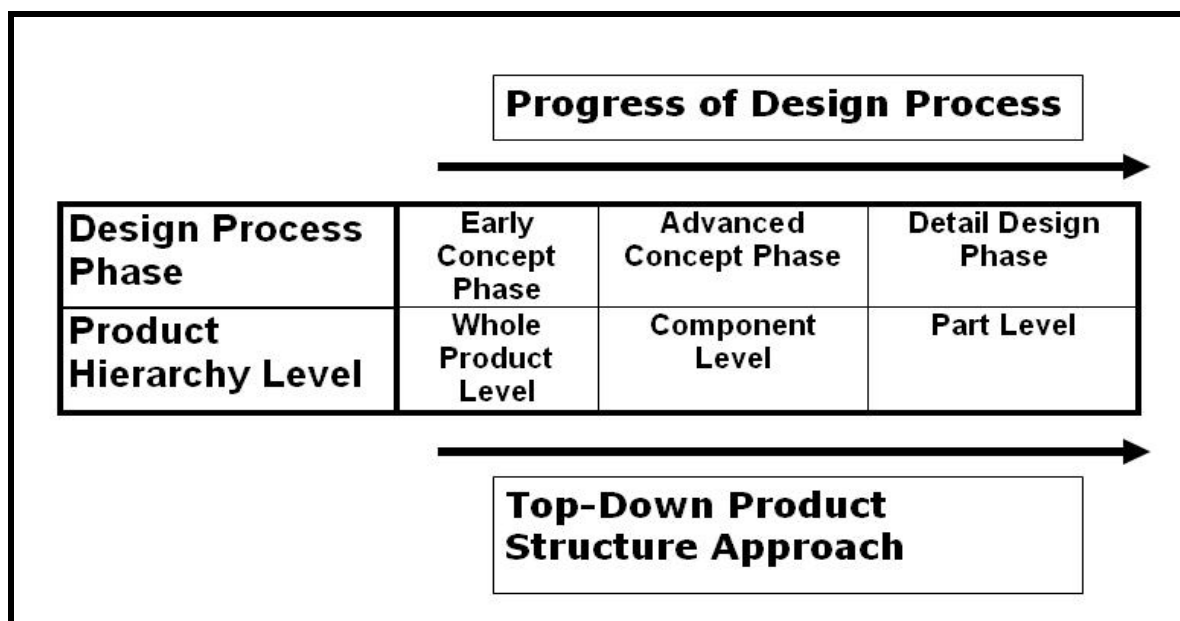 Progress of Design Process
Design Process
Phase
Early
Concept
Phase
Advanced
Concept Phase
Detail Design
Phase
Product
Hierarchy Level
Whole
Product
Level
Component
Level
Part Level
Top-Down Product
Structure Approach